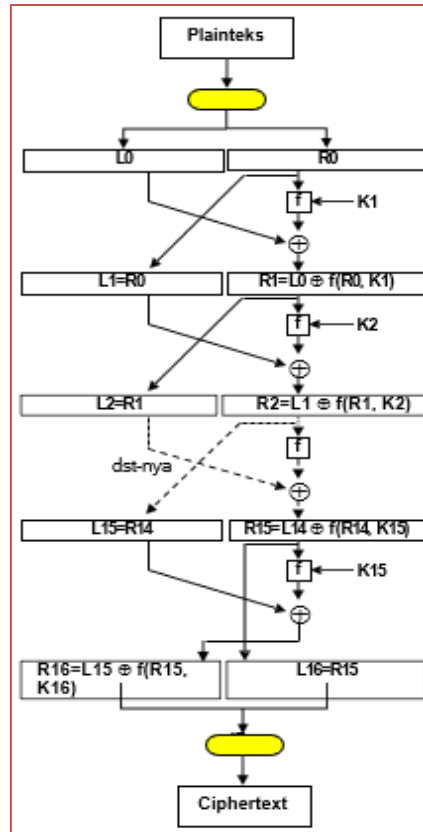 Plainteks
L0
R0
f
K1
L1=R0
R1=L0 ⊕ f(R0, K1)
f
K2
L2=R1
R2=L1 ⊕ f(R1, K2)
f
dst-nya
L15=R14
R15=L14 ⊕ f(R14, K15)
f
K15
R16=L15 ⊕ f(R15,
K16)
L16=R15
Ciphertext